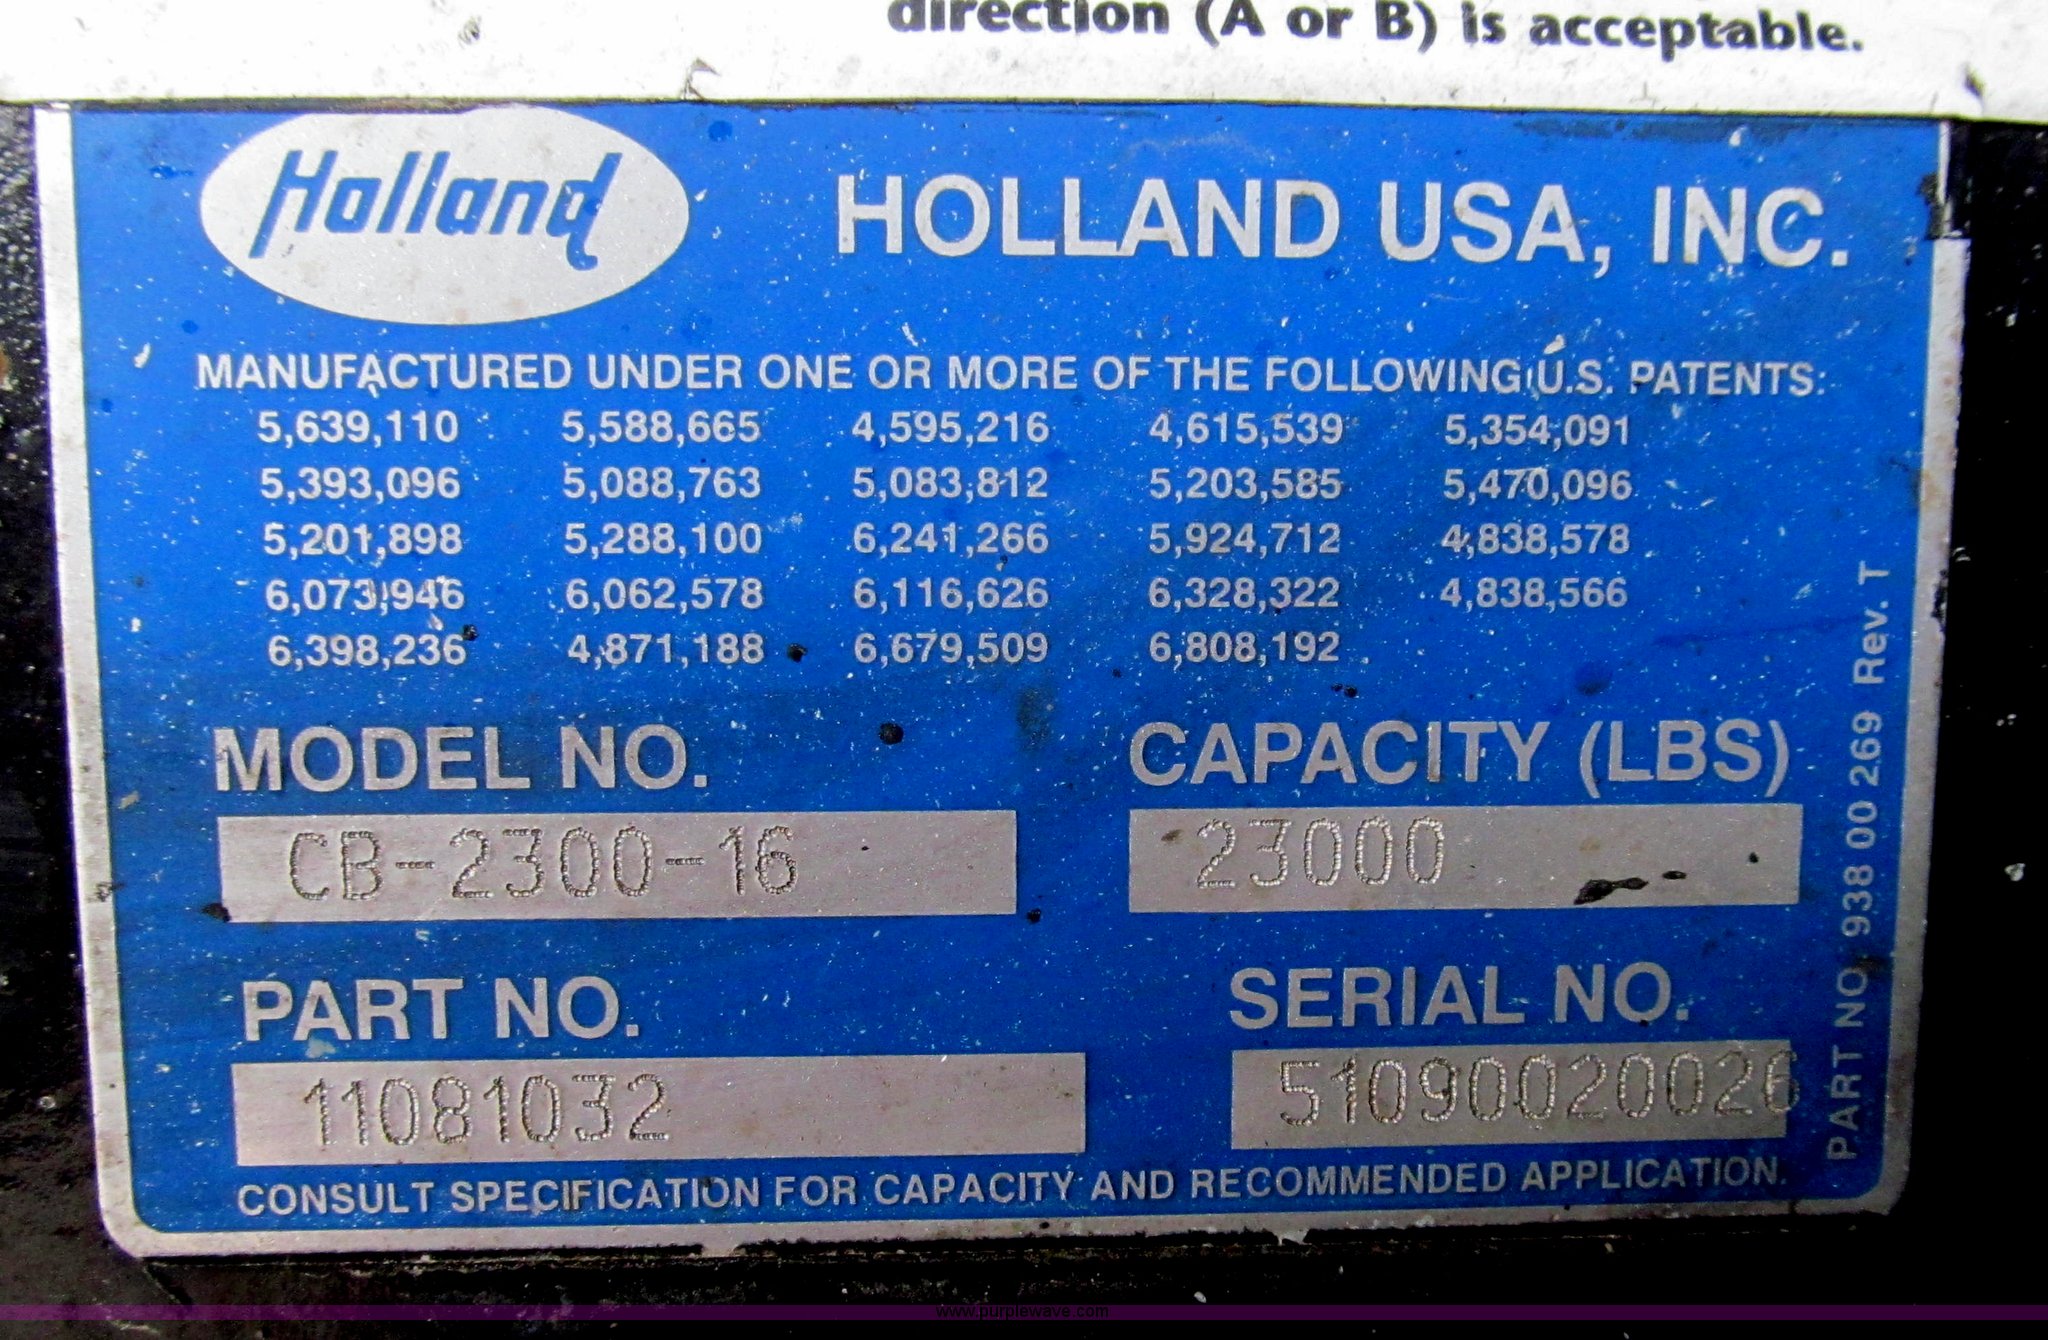 direction (A or B) is acceptable.
Holland
HOLLAND USA, INC.
MANUFACTURED UNDER ONE OR MORE OF THE FOLLOWING U.S. PATENTS:
5,639,110 5,588,665 4,595,216 4,615,539 5,354,091
5,393,096 5,088,763 5,083,812 5,203,585 5,470,096
5,201,898 5,288,100 6,241,266 5,924,712 4,838,578
6,073,946 6,062,578 6,116,626 6,328,322 4,838,566
6,398,236 4,871,188 6,679,509 6,808,192
MODEL NO. CAPACITY (LBS)
CB-2300-16 23000
PART NO. SERIAL NO.
11081032 51090020026
CONSULT SPECIFICATION FOR CAPACITY AND RECOMMENDED APPLICATION.
PART NO. 938 00 269 Rev. T
www.purplewave.com